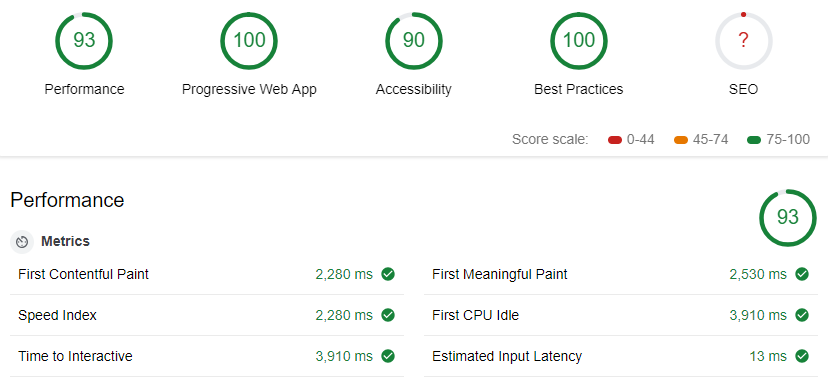 93 100 90 100 ?
Performance Progressive Web App Accessibility Best Practices SEO
Score scale: 0-44 45-74 75-100
Performance 93
Metrics
First Contentful Paint 2,280 ms First Meaningful Paint 2,530 ms
Speed Index 2,280 ms First CPU Idle 3,910 ms
Time to Interactive 3,910 ms Estimated Input Latency 13 ms